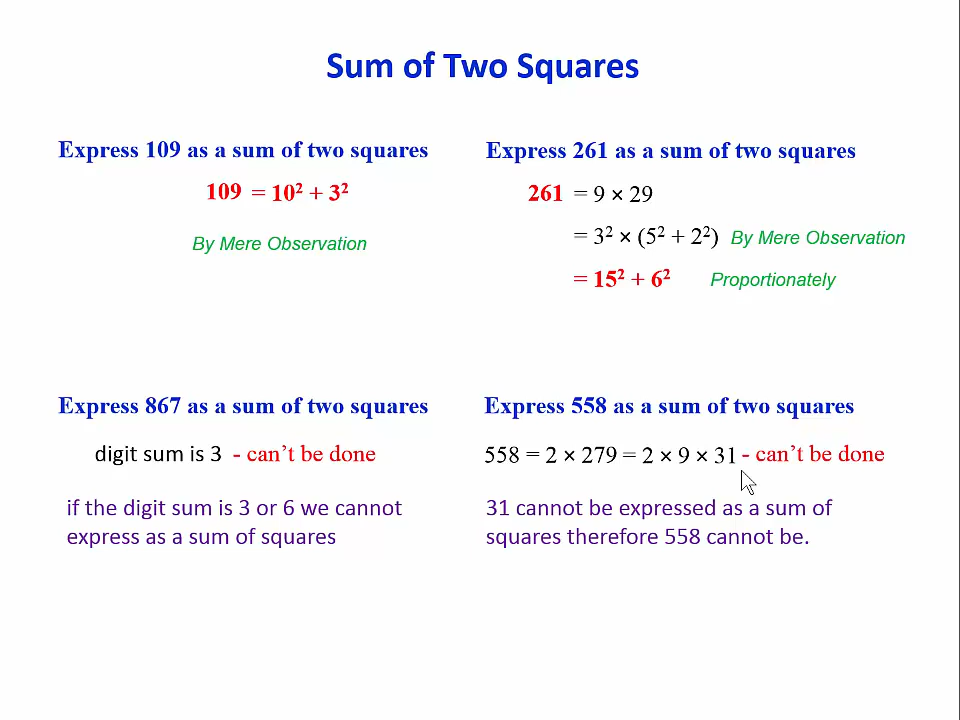 Sum of Two Squares
Express 109 as a sum of two squares
109 = 10² + 3²
By Mere Observation
Express 261 as a sum of two squares
261 = 9 × 29
= 3² × (5² + 2²) By Mere Observation
= 15² + 6² Proportionately
Express 867 as a sum of two squares
digit sum is 3 - can't be done
if the digit sum is 3 or 6 we cannot
express as a sum of squares
Express 558 as a sum of two squares
558 = 2 × 279 = 2 × 9 × 31 - can't be done
31 cannot be expressed as a sum of
squares therefore 558 cannot be.